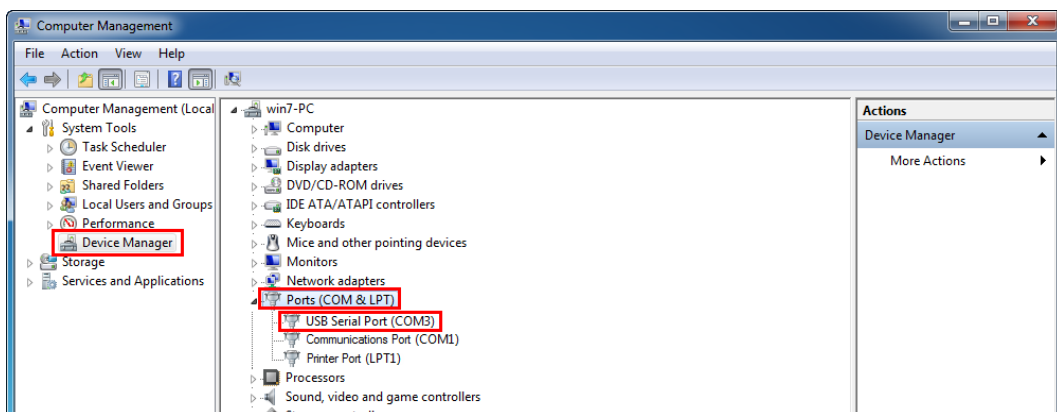 Computer Management
File Action View Help
Computer Management (Local
System Tools
Task Scheduler
Event Viewer
Shared Folders
Local Users and Groups
Performance
Device Manager
Storage
Services and Applications
win7-PC
Computer
Disk drives
Display adapters
DVD/CD-ROM drives
IDE ATA/ATAPI controllers
Keyboards
Mice and other pointing devices
Monitors
Network adapters
Ports (COM & LPT)
USB Serial Port (COM3)
Communications Port (COM1)
Printer Port (LPT1)
Processors
Sound, video and game controllers
Actions
Device Manager
More Actions